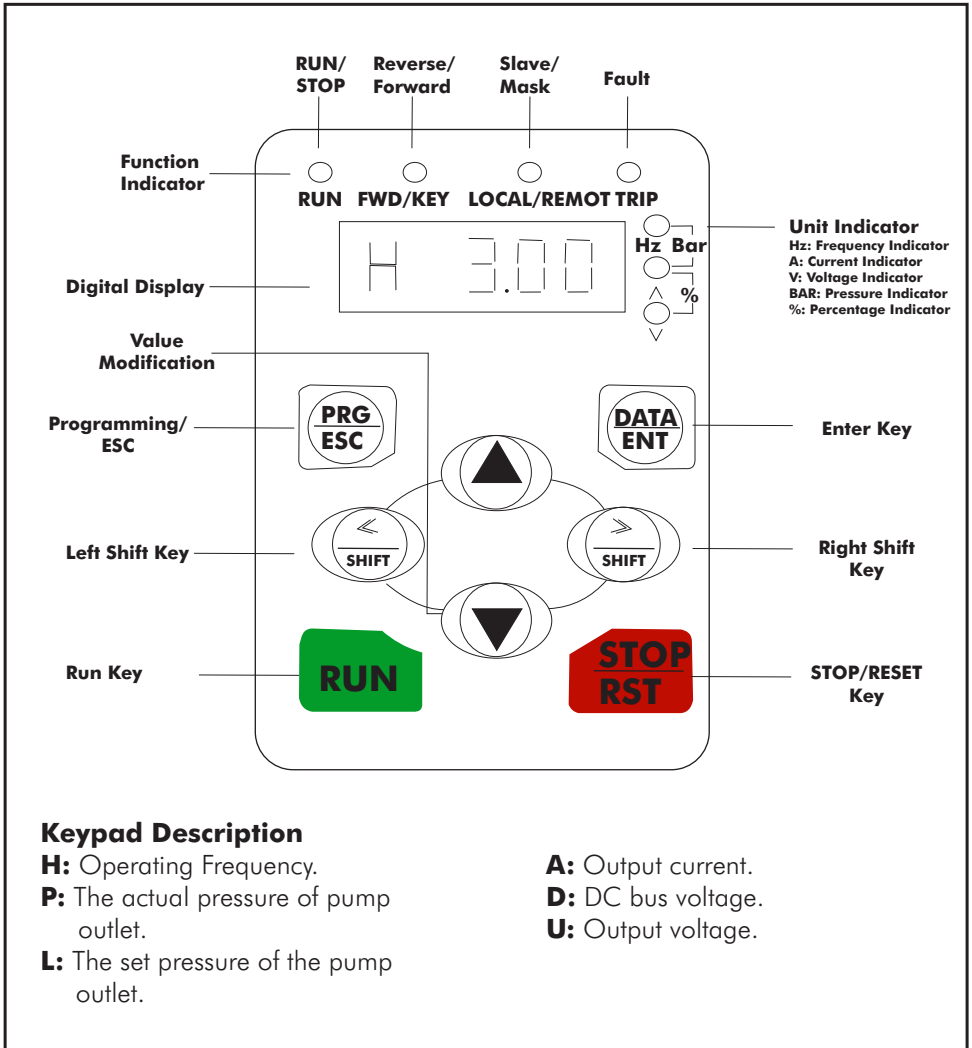 RUN/
STOP
Reverse/
Forward
Slave/
Mask
Fault
Function
Indicator
RUN FWD/KEY LOCAL/REMOT TRIP
Hz Bar
%
Unit Indicator
Hz: Frequency Indicator
A: Current Indicator
V: Voltage Indicator
BAR: Pressure Indicator
%: Percentage Indicator
Digital Display
H 3.00
Value
Modification
Programming/
ESC
PRG
ESC
DATA
ENT
Enter Key
Left Shift Key
<<
SHIFT
>>
SHIFT
Right Shift
Key
Run Key
RUN
STOP
RST
STOP/RESET
Key
Keypad Description
H: Operating Frequency.
P: The actual pressure of pump
outlet.
L: The set pressure of the pump
outlet.
A: Output current.
D: DC bus voltage.
U: Output voltage.